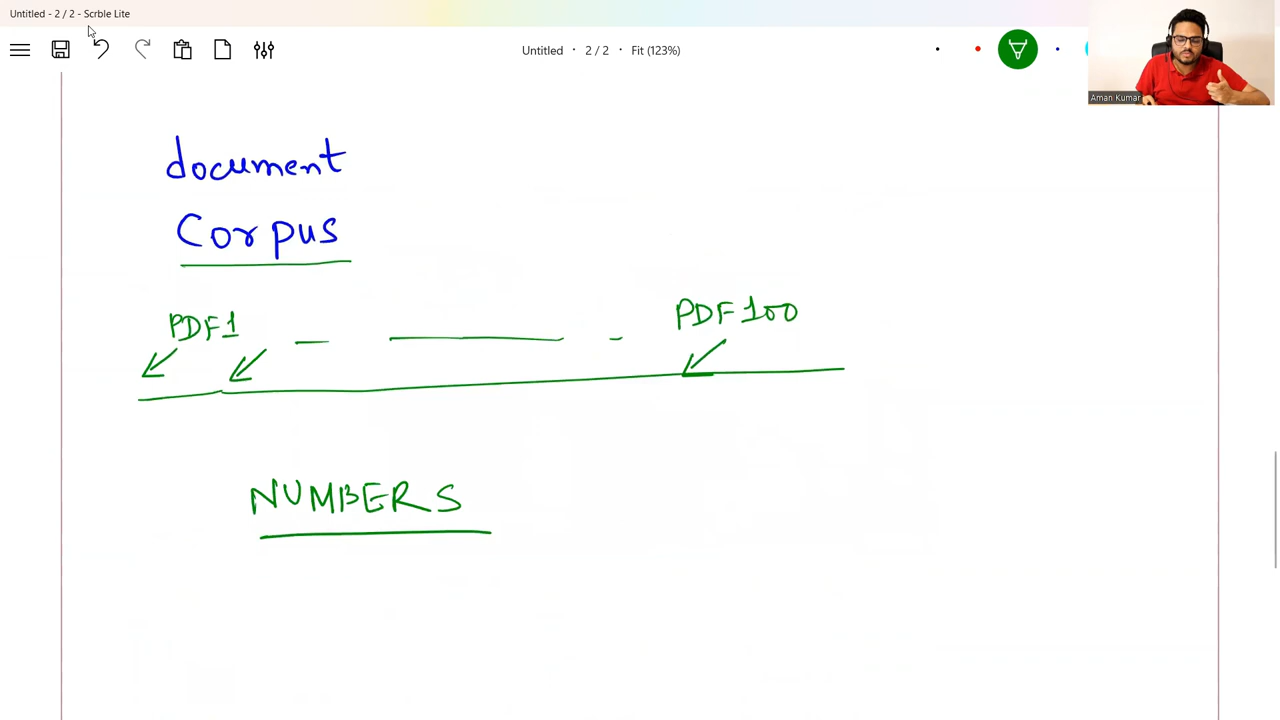 Untitled - 2 / 2 - Scrble Lite
Untitled • 2 / 2 • Fit (123%)
Aman Kumar
document
Corpus
PDF1 PDF100
NUMBERS